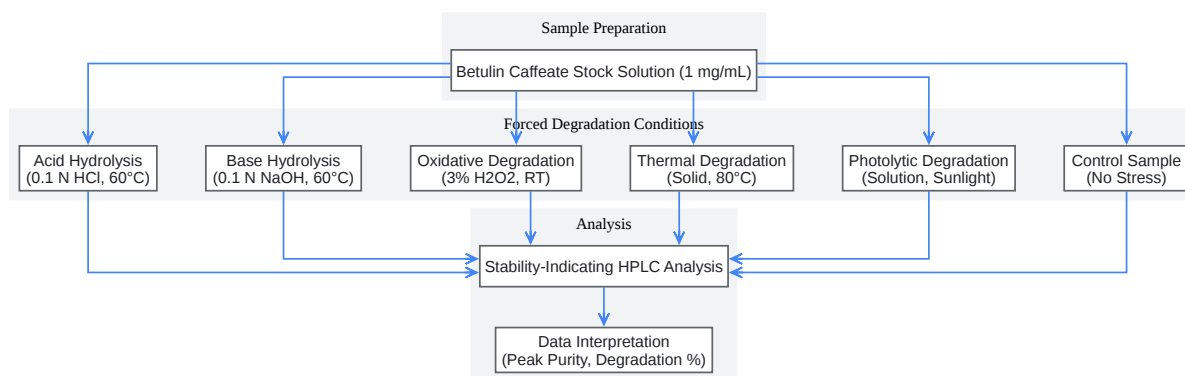 Sample Preparation
Betulin Caffeate Stock Solution (1 mg/mL)
Forced Degradation Conditions
Acid Hydrolysis
(0.1 N HCl, 60°C)
Base Hydrolysis
(0.1 N NaOH, 60°C)
Oxidative Degradation
(3% H2O2, RT)
Thermal Degradation
(Solid, 80°C)
Photolytic Degradation
(Solution, Sunlight)
Control Sample
(No Stress)
Analysis
Stability-Indicating HPLC Analysis
Data Interpretation
(Peak Purity, Degradation %)